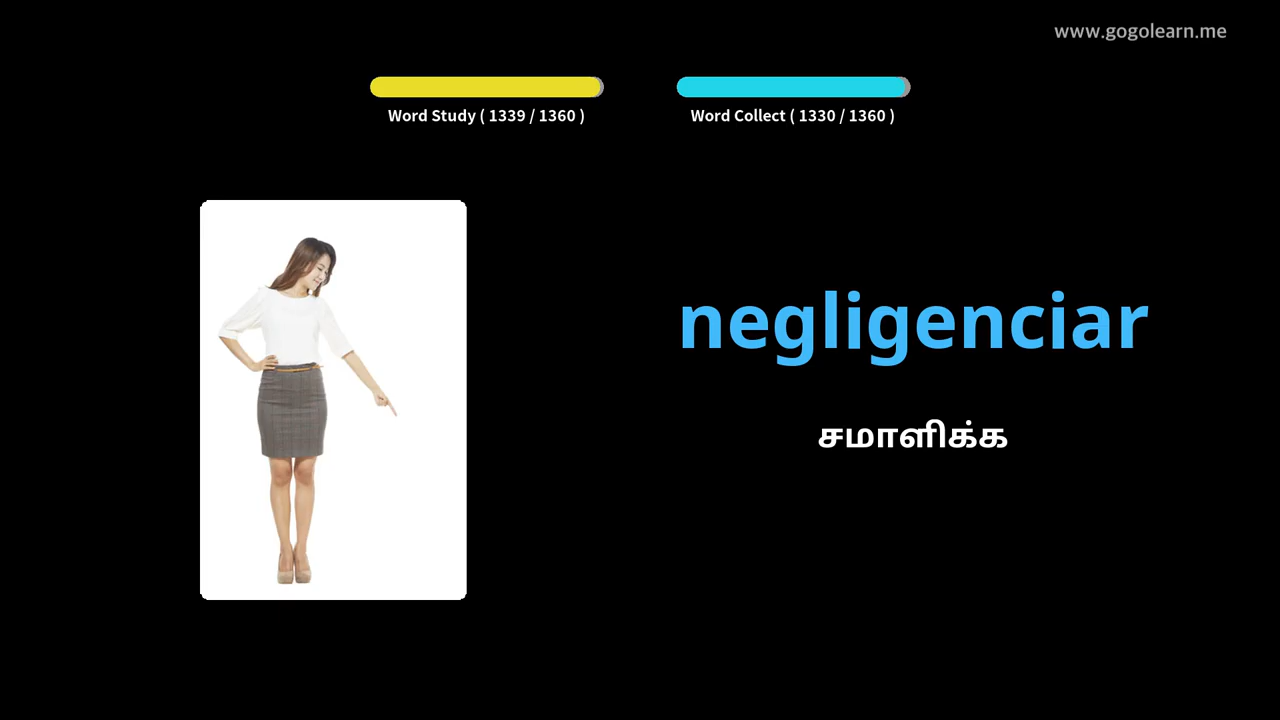 www.gogolearn.me
Word Study ( 1339 / 1360 )
Word Collect ( 1330 / 1360 )
negligenciar
சமாளிக்க